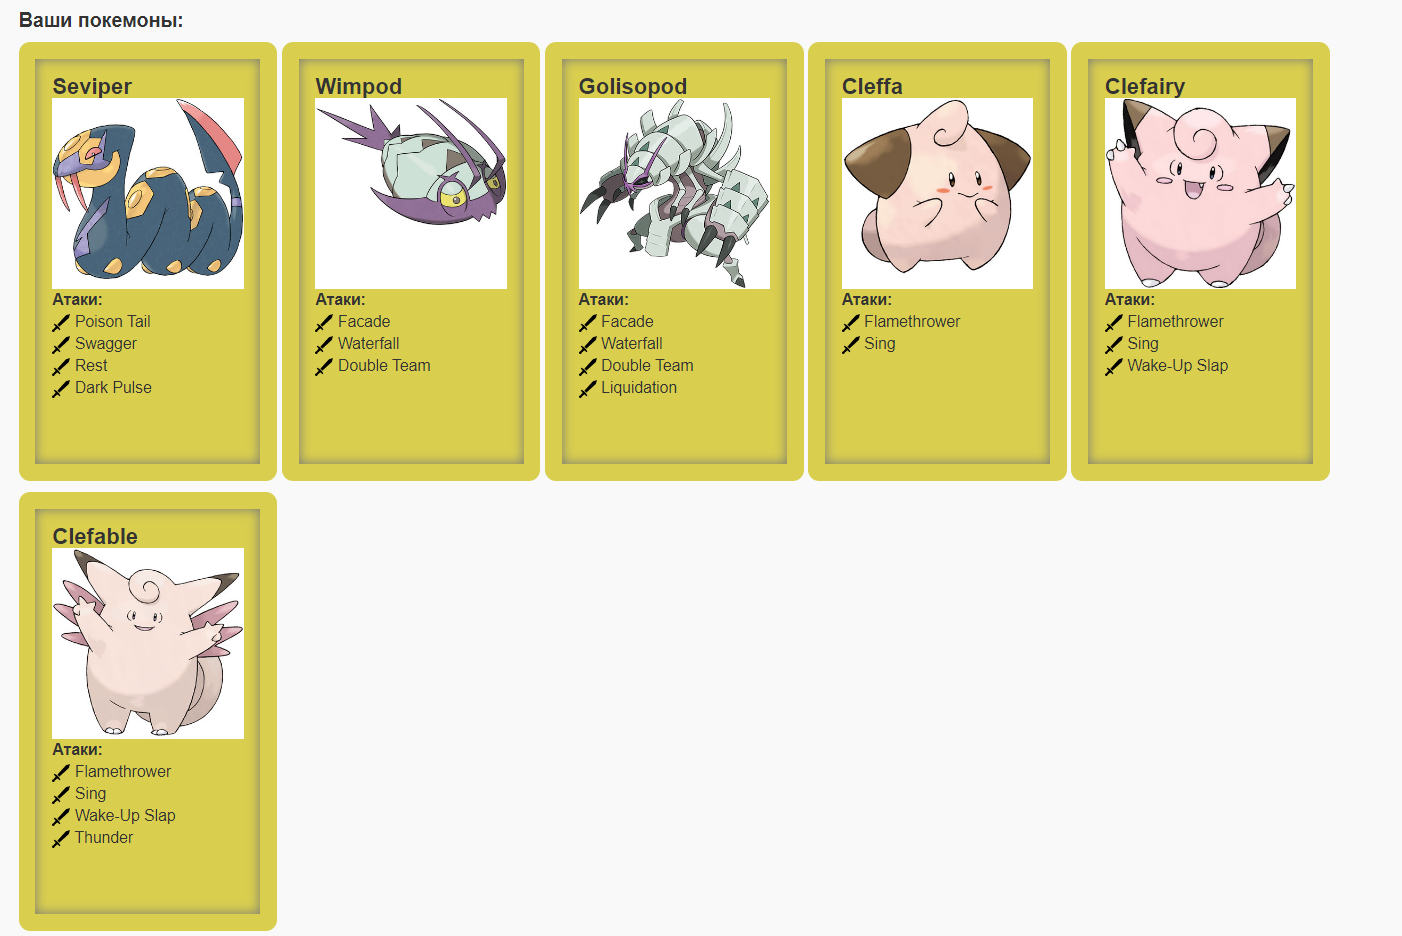 Ваши покемоны:
Seviper
Атаки:
Poison Tail
Swagger
Rest
Dark Pulse
Wimpod
Атаки:
Facade
Waterfall
Double Team
Golisopod
Атаки:
Facade
Waterfall
Double Team
Liquidation
Cleffa
Атаки:
Flamethrower
Sing
Clefairy
Атаки:
Flamethrower
Sing
Wake-Up Slap
Clefable
Атаки:
Flamethrower
Sing
Wake-Up Slap
Thunder